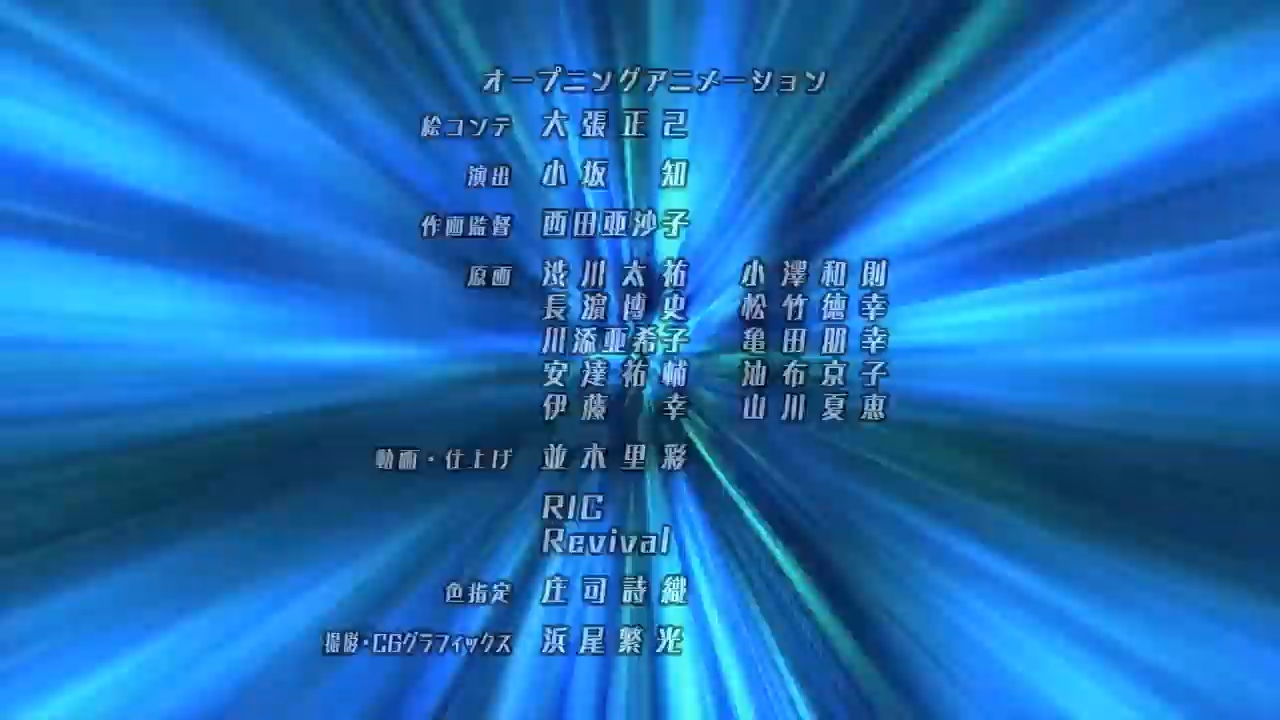 オープニングアニメーション
絵コンテ 大張正己
演出 小坂 知
作画監督 西田亜沙子
原画 渋川太祐 小澤和則
長濵博史 松竹徳幸
川添亜希子 亀田朋幸
安達祐輔 油布京子
伊藤 幸 山川夏恵
動画・仕上げ 並木里彩
RIC
Revival
色指定 庄司詩織
撮影・CGグラフィックス 浜尾繁光